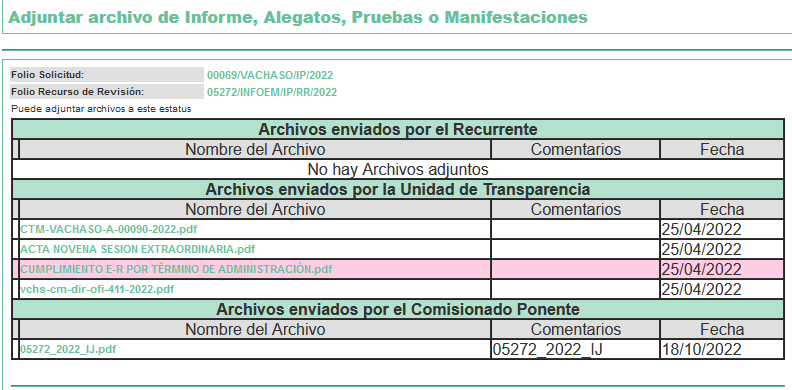 Adjuntar archivo de Informe, Alegatos, Pruebas o Manifestaciones
Folio Solicitud: 00069/VACHASO/IP/2022
Folio Recurso de Revisión: 05272/INFOEM/IP/RR/2022
Puede adjuntar archivos a este estatus
Archivos enviados por el Recurrente
Nombre del Archivo Comentarios Fecha
No hay Archivos adjuntos
Archivos enviados por la Unidad de Transparencia
Nombre del Archivo Comentarios Fecha
CTM-VACHASO-A-00090-2022.pdf 25/04/2022
ACTA NOVENA SESION EXTRAORDINARIA.pdf 25/04/2022
CUMPLIMIENTO E-R POR TÉRMINO DE ADMINISTRACIÓN.pdf 25/04/2022
vchs-cm-dir-ofi-411-2022.pdf 25/04/2022
Archivos enviados por el Comisionado Ponente
Nombre del Archivo Comentarios Fecha
05272_2022_IJ.pdf 05272_2022_IJ 18/10/2022